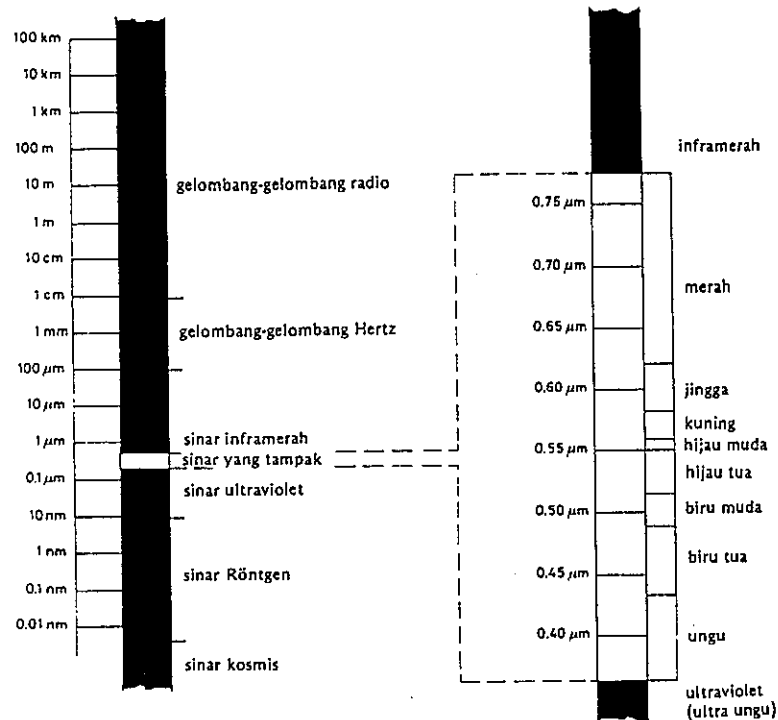 100 km
10 km
1 km
100 m
10 m
1 m
10 cm
1 cm
1 mm
100 µm
10 µm
1 µm
0.1 µm
10 nm
1 nm
0.1 nm
0.01 nm
gelombang-gelombang radio
gelombang-gelombang Hertz
sinar inframerah
sinar yang tampak
sinar ultraviolet
sinar Röntgen
sinar kosmis
0.75 µm
0.70 µm
0.65 µm
0.60 µm
0.55 µm
0.50 µm
0.45 µm
0.40 µm
inframerah
merah
jingga
kuning
hijau muda
hijau tua
biru muda
biru tua
ungu
ultraviolet
(ultra ungu)